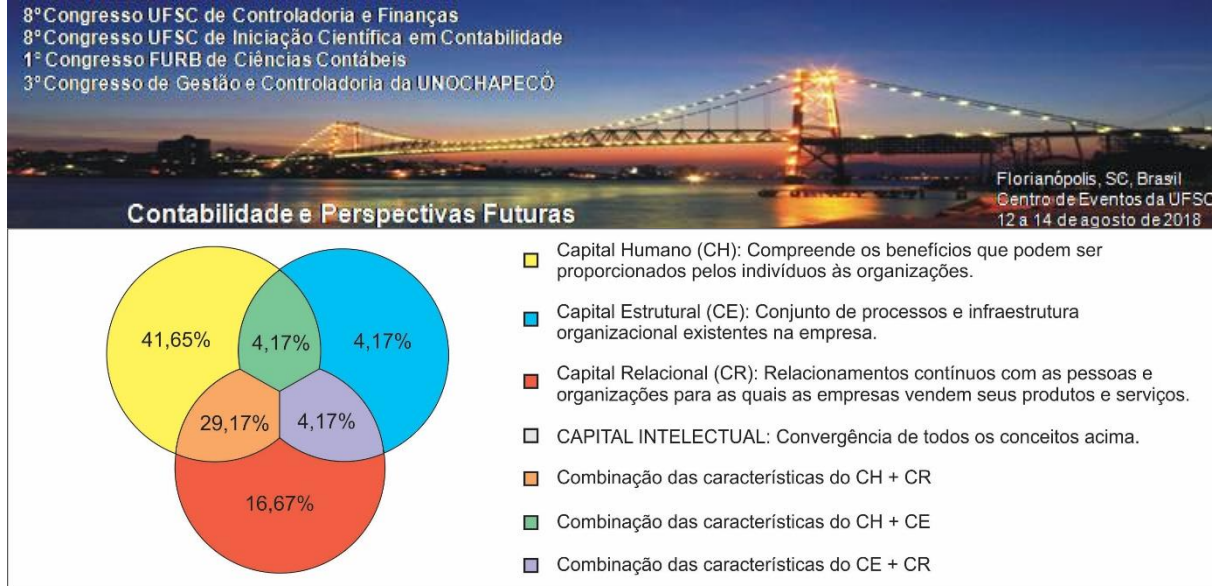 8ºCongresso UFSC de Controladoria e Finanças
8ºCongresso UFSC de Iniciação Científica em Contabilidade
1º Congresso FURB de Ciências Contábeis
3ºCongresso de Gestão e Controladoria da UNOCHAPECÓ
Florianópolis, SC, Brasil
Centro de Eventos da UFSC
12 a 14 de agosto de 2018
Contabilidade e Perspectivas Futuras
41,65%
4,17%
4,17%
29,17%
4,17%
16,67%
Capital Humano (CH): Compreende os benefícios que podem ser
proporcionados pelos indivíduos às organizações.
Capital Estrutural (CE): Conjunto de processos e infraestrutura
organizacional existentes na empresa.
Capital Relacional (CR): Relacionamentos contínuos com as pessoas e
organizações para as quais as empresas vendem seus produtos e serviços.
CAPITAL INTELECTUAL: Convergência de todos os conceitos acima.
Combinação das características do CH + CR
Combinação das características do CH + CE
Combinação das características do CE + CR